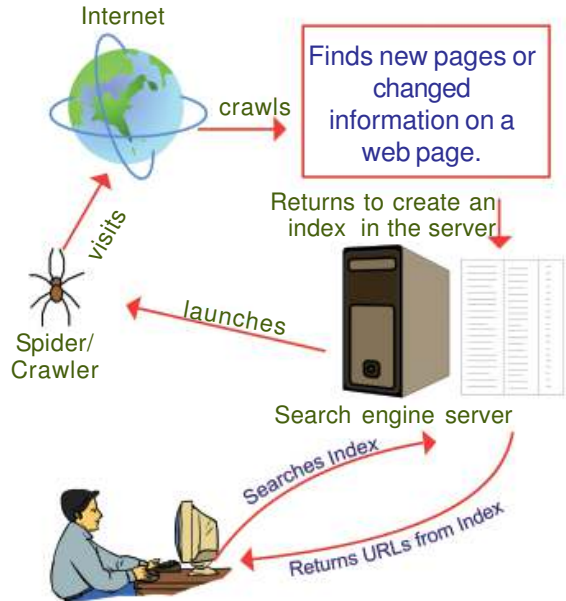 Internet
crawls
Finds new pages or
changed
information on a
web page.
Returns to create an
index in the server
visits
launches
Spider/
Crawler
Search engine server
Searches Index
Returns URLs from Index